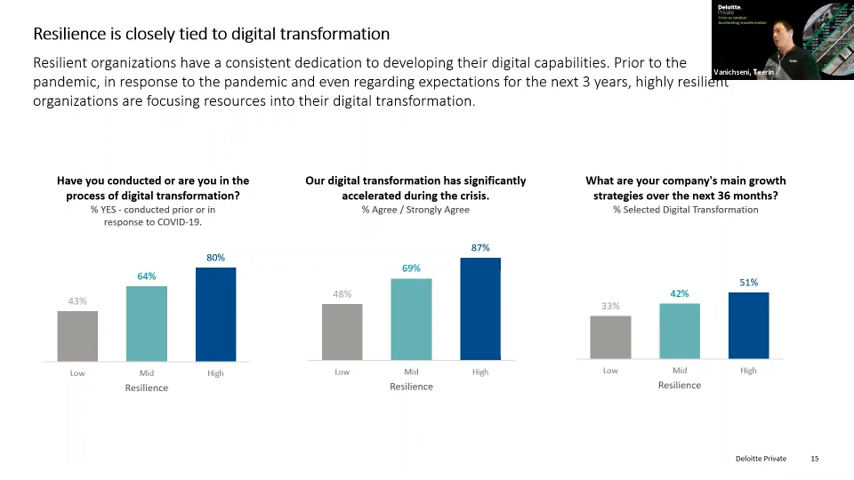 Resilience is closely tied to digital transformation
Resilient organizations have a consistent dedication to developing their digital capabilities. Prior to the
pandemic, in response to the pandemic and even regarding expectations for the next 3 years, highly resilient
organizations are focusing resources into their digital transformation.
Deloitte.
Private
Crisis as catalyst
Accelerating transformation
Vanichseni, Teerin
Have you conducted or are you in the
process of digital transformation?
% YES - conducted prior or in
response to COVID-19.
43%
64%
80%
Low
Mid
High
Resilience
Our digital transformation has significantly
accelerated during the crisis.
% Agree / Strongly Agree
48%
69%
87%
Low
Mid
High
Resilience
What are your company's main growth
strategies over the next 36 months?
% Selected Digital Transformation
33%
42%
51%
Low
Mid
High
Resilience
Deloitte Private
15